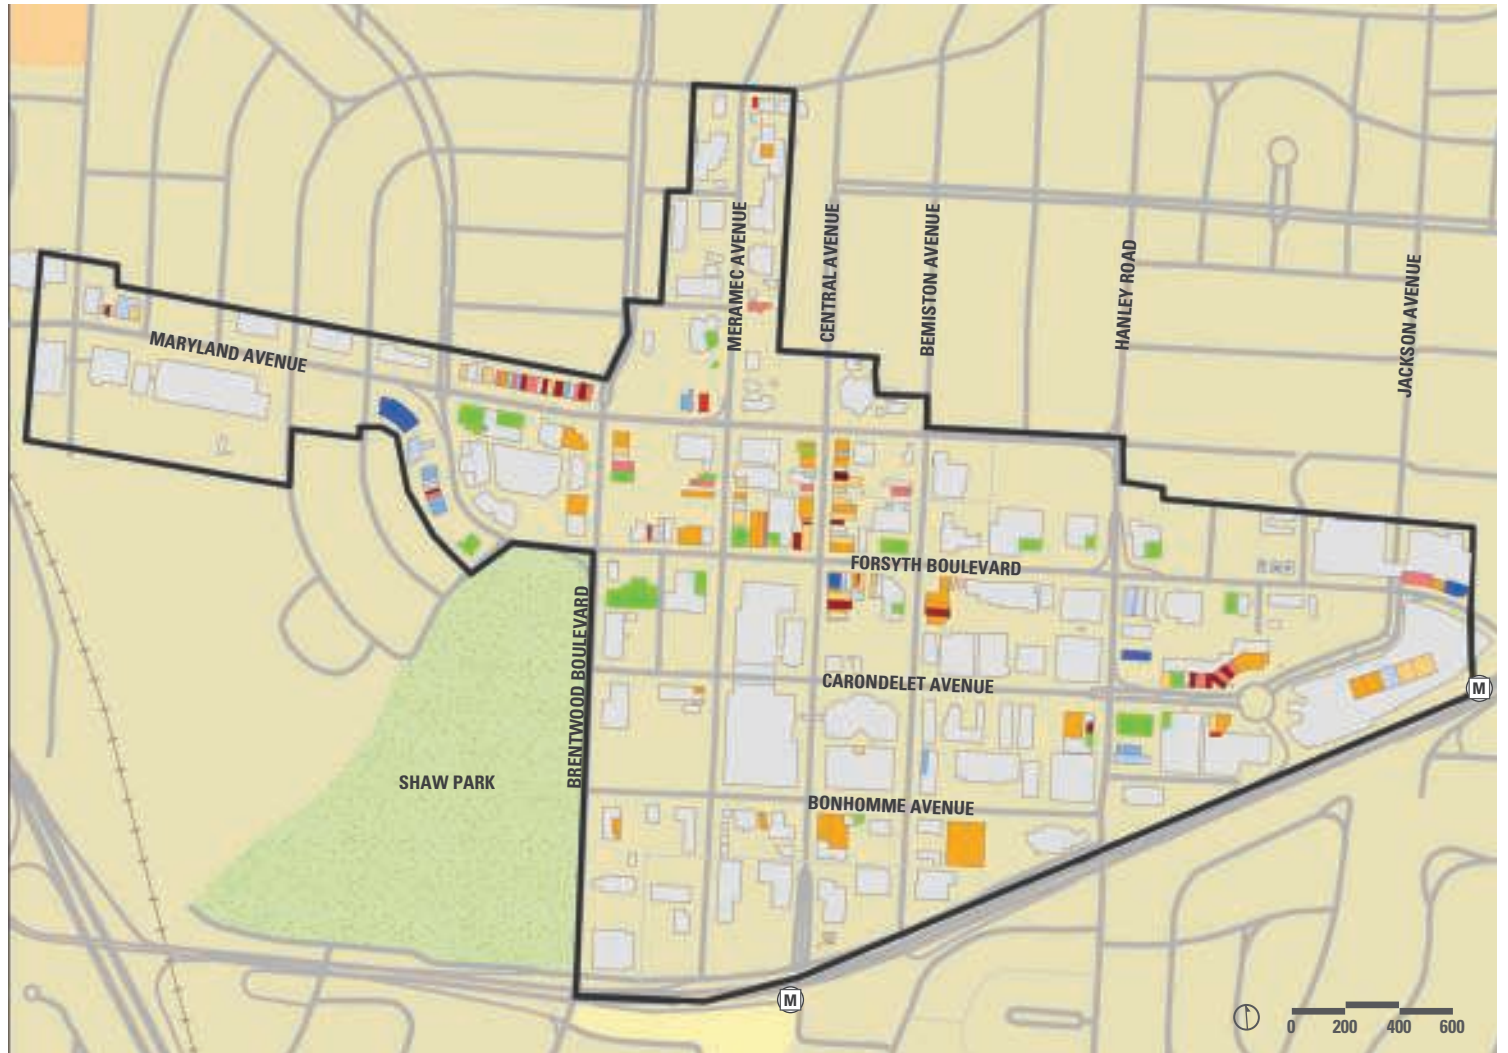 MERAMEC AVENUE
CENTRAL AVENUE
BEMISTON AVENUE
HANLEY ROAD
JACKSON AVENUE
MARYLAND AVENUE
FORSYTH BOULEVARD
BRENTWOOD BOULEVARD
CARONDELET AVENUE
M
SHAW PARK
BONHOMME AVENUE
M
0 200 400 600